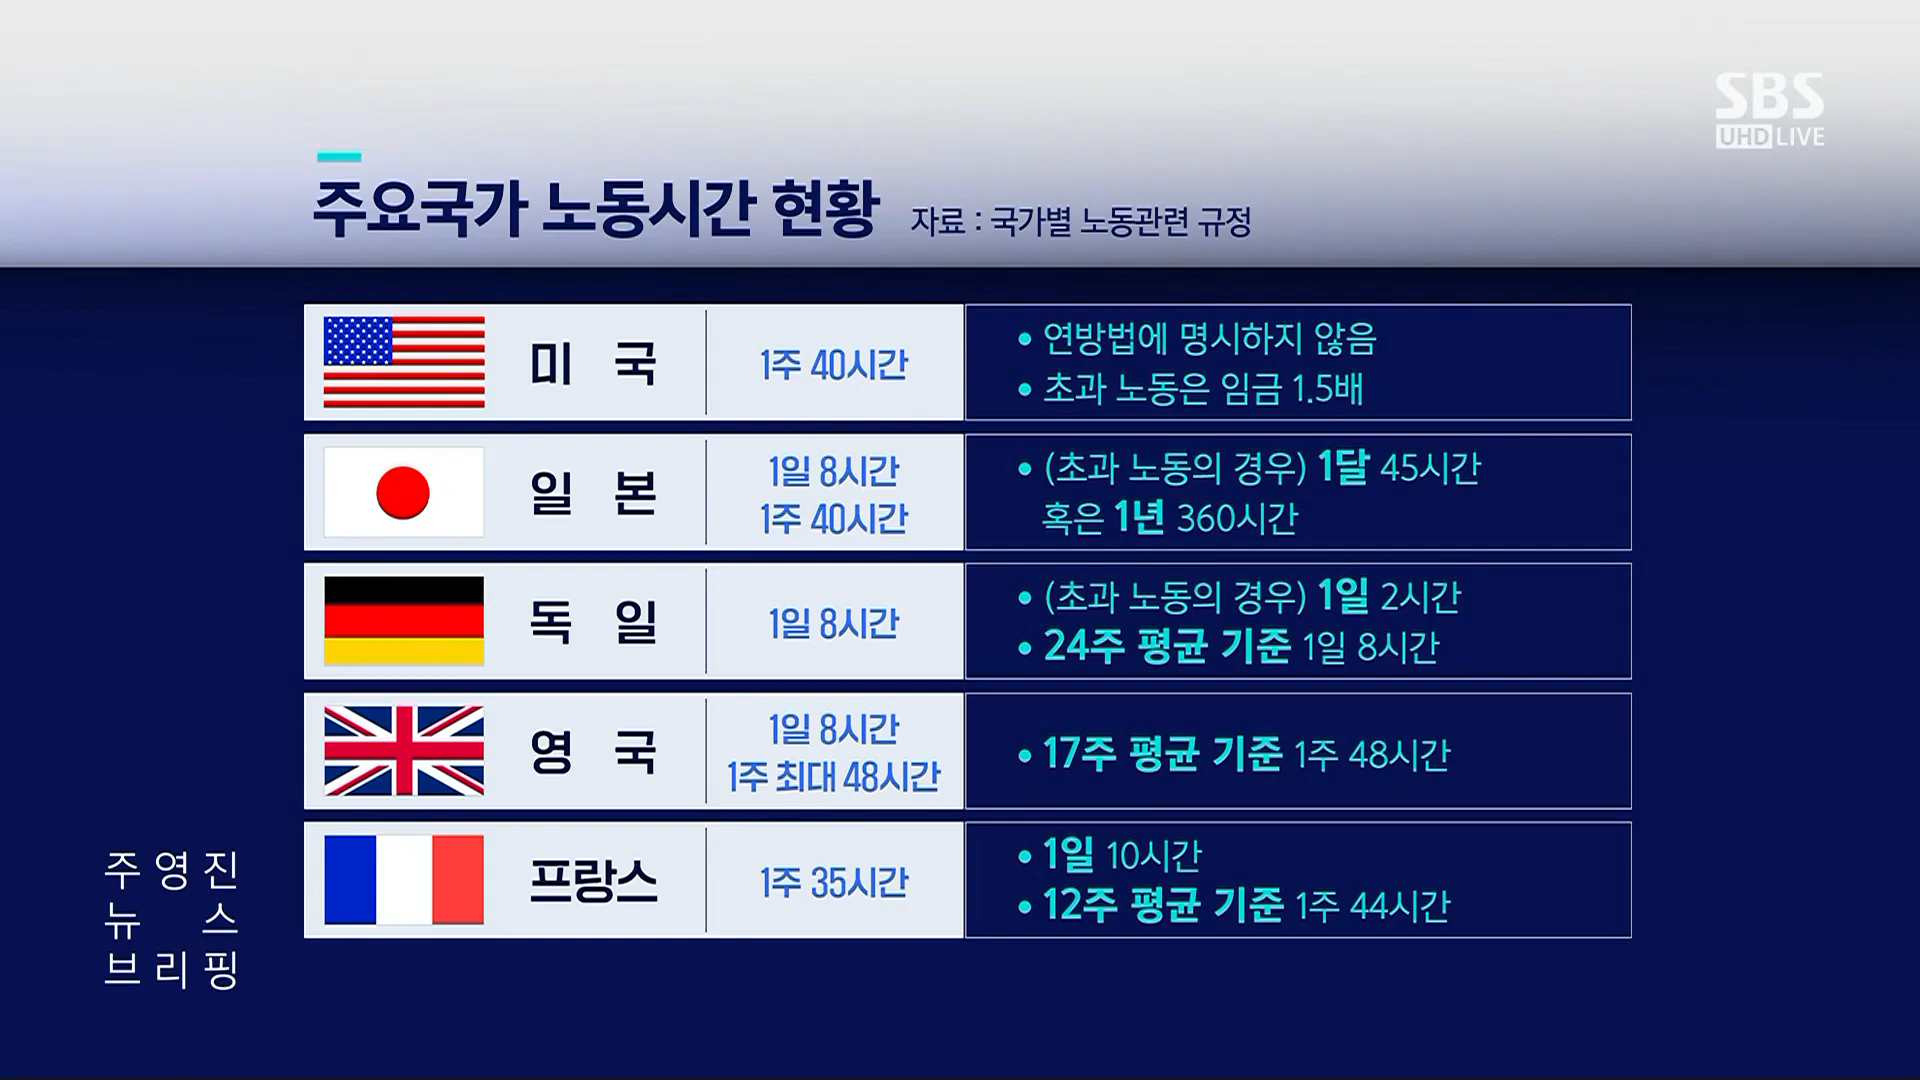 SBS
UHD LIVE
주요국가 노동시간 현황 자료 : 국가별 노동관련 규정
미 국
1주 40시간
• 연방법에 명시하지 않음
• 초과 노동은 임금 1.5배
일 본
1일 8시간
1주 40시간
• (초과 노동의 경우) 1달 45시간
혹은 1년 360시간
독 일
1일 8시간
• (초과 노동의 경우) 1일 2시간
• 24주 평균 기준 1일 8시간
영 국
1일 8시간
1주 최대 48시간
• 17주 평균 기준 1주 48시간
프랑스
1주 35시간
• 1일 10시간
• 12주 평균 기준 1주 44시간
주영진
뉴 스
브리핑